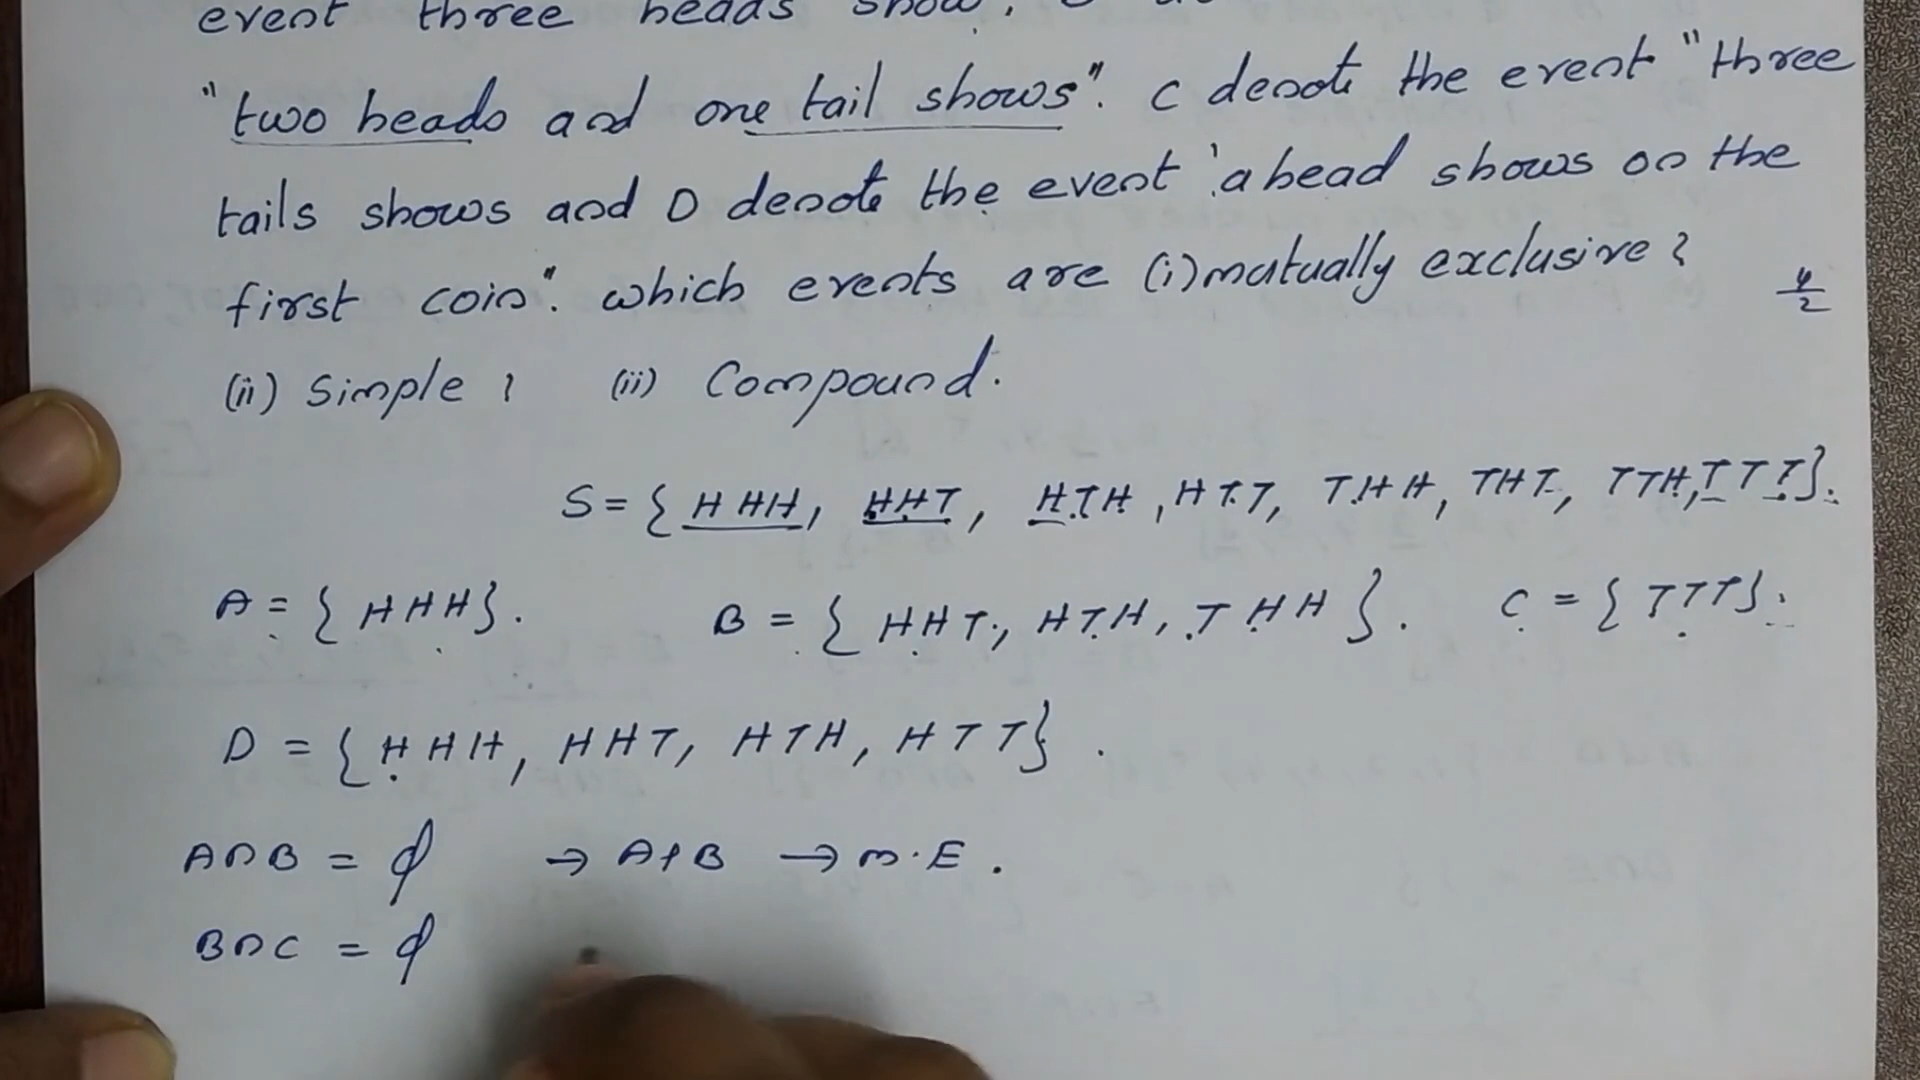 event three heads show.
"two heads and one tail shows". C denote the event "three
tails shows and D denote the event 'a head shows on the
first coin". which events are (i) mutually exclusive?
(ii) Simple ? (iii) Compound.
S = { HHH, HHT, HTH, HTT, THH, THT, TTH, TTT}.
A = { HHH}. B = { HHT, HTH, THH }. C = { TTT}.
D = { HHH, HHT, HTH, HTT} .
A∩B = ϕ → A & B → M.E .
B∩C = ϕ